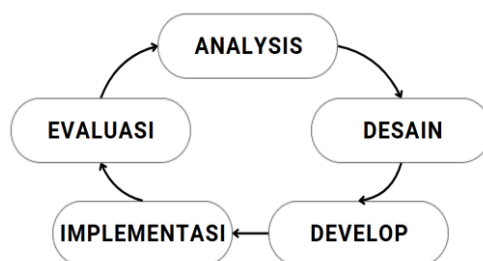 ANALYSIS
EVALUASI
DESAIN
IMPLEMENTASI
DEVELOP